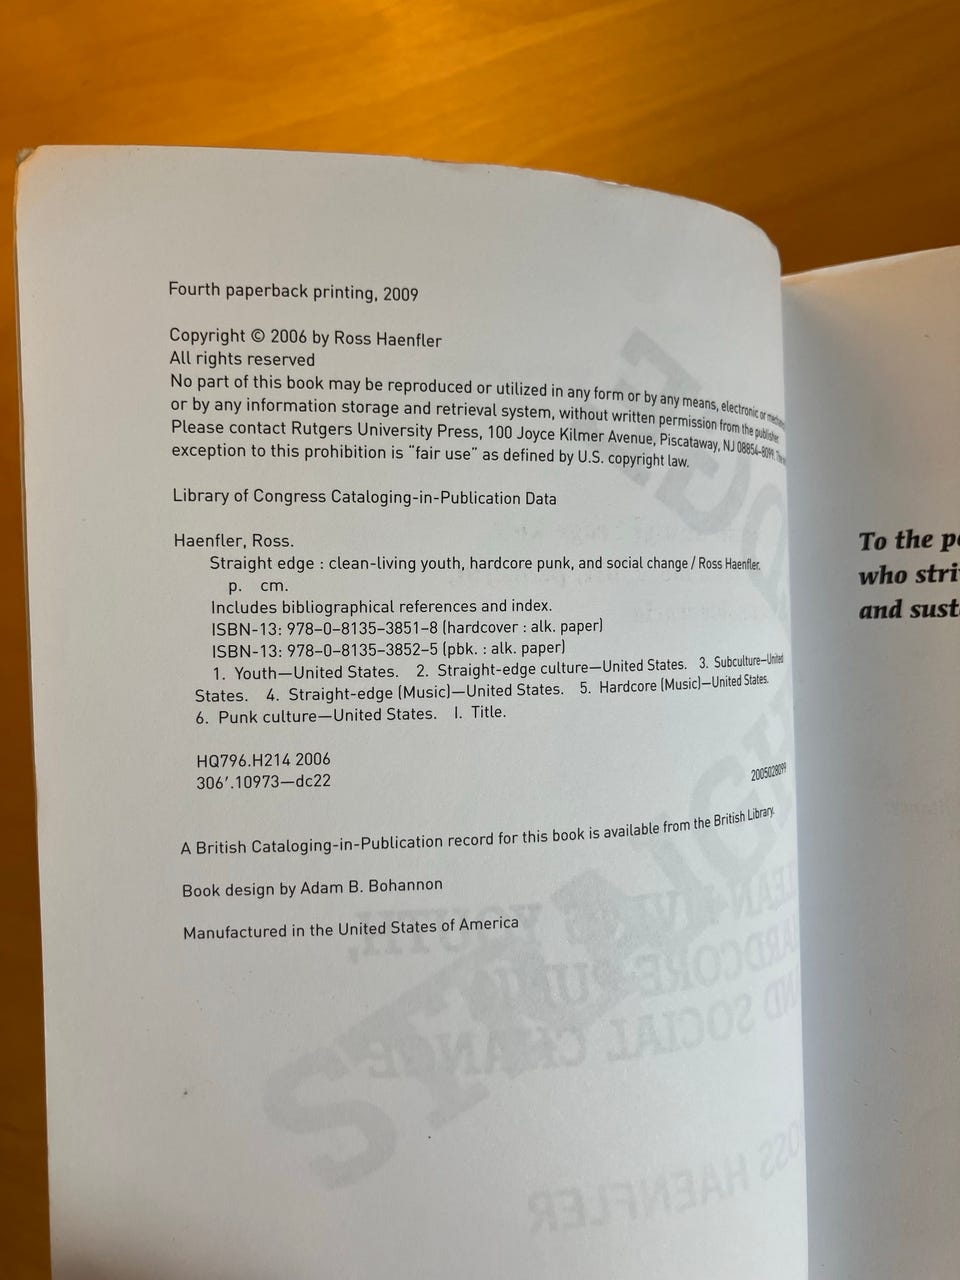 Fourth paperback printing, 2009
Copyright © 2006 by Ross Haenfler
All rights reserved
No part of this book may be reproduced or utilized in any form or by any means, electronic or
or by any information storage and retrieval system, without written permission from the publisher.
Please contact Rutgers University Press, 100 Joyce Kilmer Avenue, Piscataway, NJ 08854–8099. The
exception to this prohibition is “fair use” as defined by U.S. copyright law.
Library of Congress Cataloging-in-Publication Data
Haenfler, Ross.
Straight edge : clean-living youth, hardcore punk, and social change / Ross Haenfler.
p. cm.
Includes bibliographical references and index.
ISBN-13: 978–0–8135–3851–8 (hardcover : alk. paper)
ISBN-13: 978–0–8135–3852–5 (pbk. : alk. paper)
1. Youth—United States. 2. Straight-edge culture—United States. 3. Subculture—United
States. 4. Straight-edge (Music)—United States. 5. Hardcore (Music)—United States.
6. Punk culture—United States. I. Title.
HQ796.H214 2006
306′.10973—dc22
2005028099
A British Cataloging-in-Publication record for this book is available from the British Library.
Book design by Adam B. Bohannon
Manufactured in the United States of America
To the
who
and